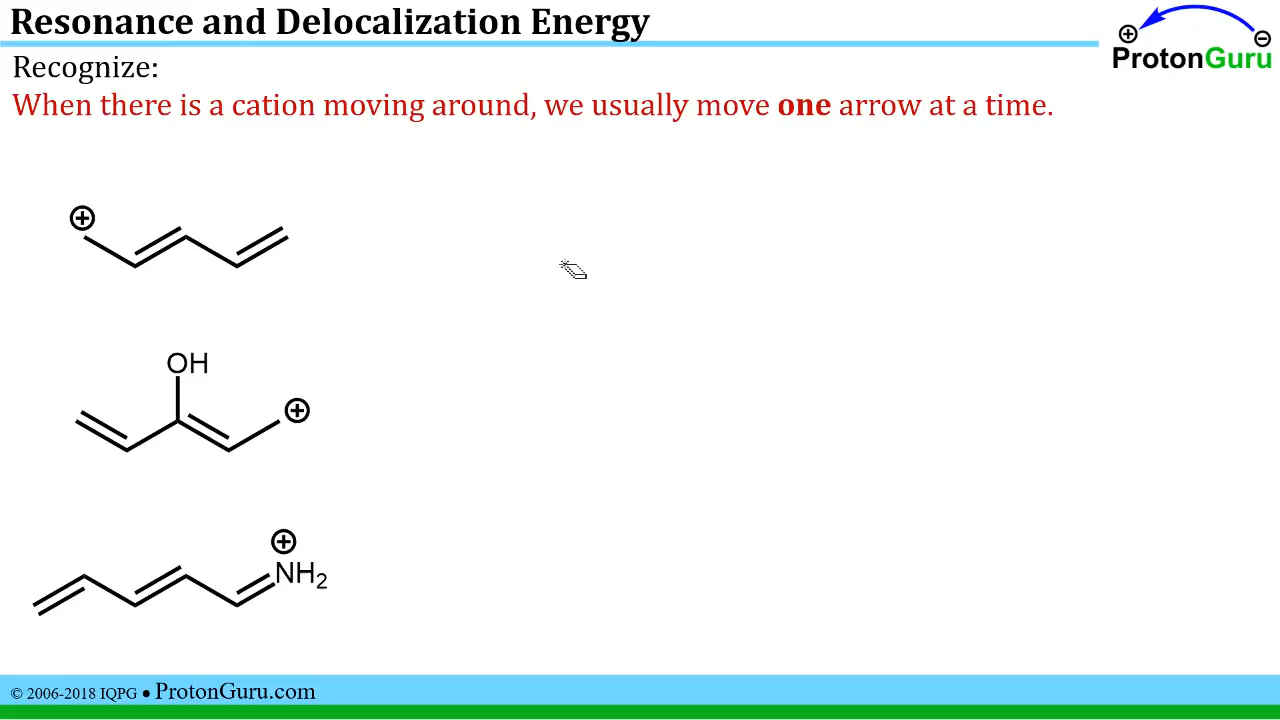 Resonance and Delocalization Energy
ProtonGuru
Recognize:
When there is a cation moving around, we usually move one arrow at a time.
OH
NH2
© 2006-2018 IQPG ● ProtonGuru.com